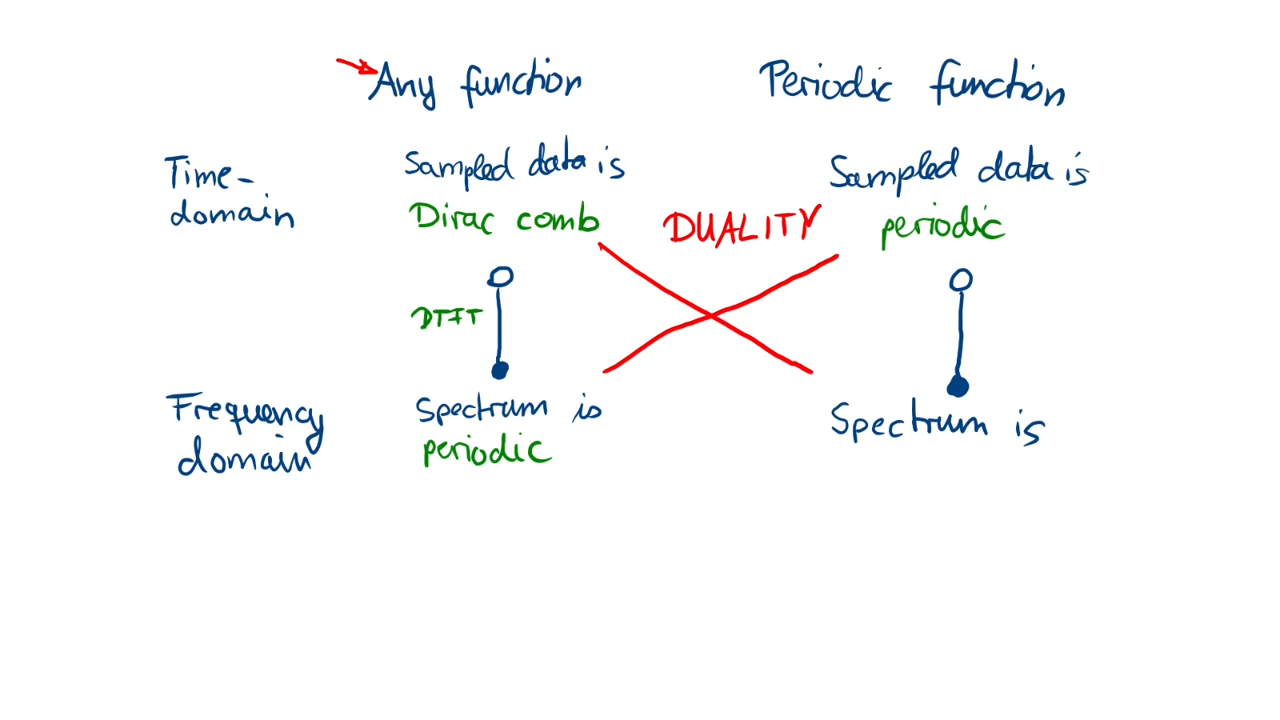 Any function
Periodic function
Time-
domain
Sampled data is
Dirac comb
DUALITY
Sampled data is
periodic
DTFT
Frequency
domain
Spectrum is
periodic
Spectrum is